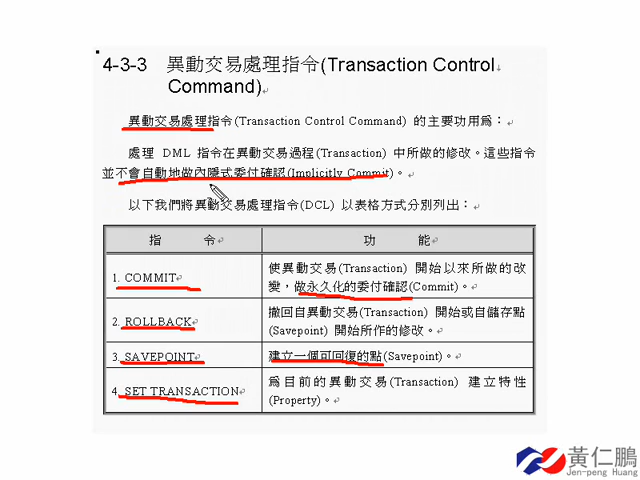 4-3-3 異動交易處理指令(Transaction Control
Command)
異動交易處理指令(Transaction Control Command) 的主要功用為：
處理 DML 指令在異動交易過程(Transaction) 中所做的修改。這些指令
並不會自動地做內隱式委付確認(Implicitly Commit)。
以下我們將異動交易處理指令(DCL) 以表格方式分別列出：
指 令
功 能
1. COMMIT
使異動交易(Transaction) 開始以來所做的改
變，做永久化的委付確認(Commit)。
2. ROLLBACK
撤回自異動交易(Transaction) 開始或自儲存點
(Savepoint) 開始所作的修改。
3. SAVEPOINT
建立一個可回復的點(Savepoint)。
4. SET TRANSACTION
為目前的異動交易(Transaction) 建立特性
(Property)。
黃仁鵬
Jen-peng Huang